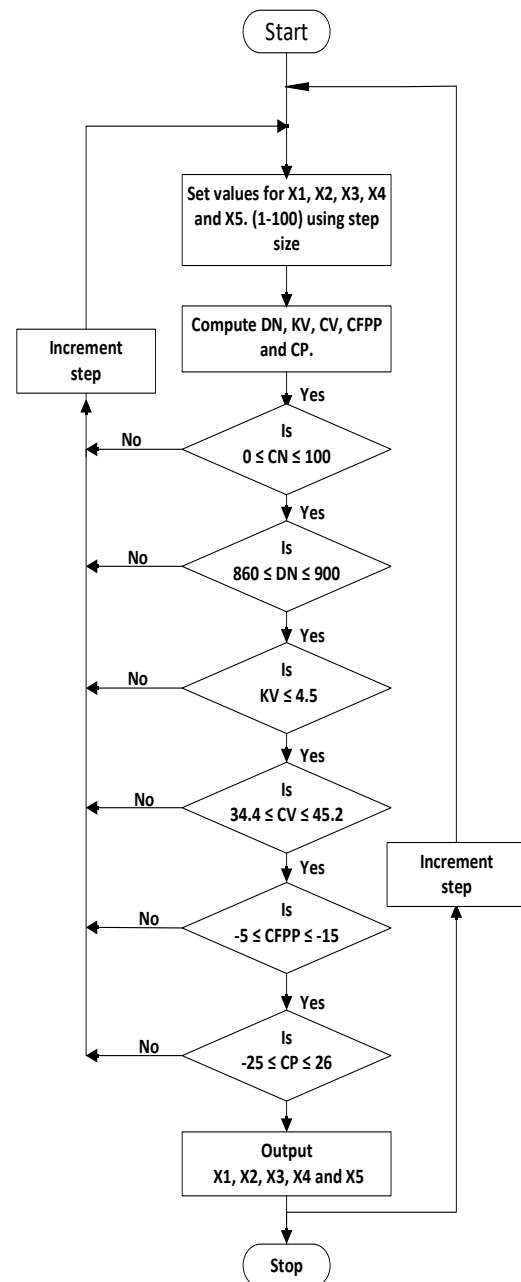 Start
Set values for X1, X2, X3, X4
and X5. (1-100) using step
size
Compute DN, KV, CV, CFPP
and CP.
Increment
step
Yes
Is
0 ≤ CN ≤ 100
No
Yes
Is
860 ≤ DN ≤ 900
No
Yes
Is
KV ≤ 4.5
No
Yes
Is
34.4 ≤ CV ≤ 45.2
No
Increment
step
Yes
Is
-5 ≤ CFPP ≤ -15
No
Yes
Is
-25 ≤ CP ≤ 26
No
Output
X1, X2, X3, X4 and X5
Stop